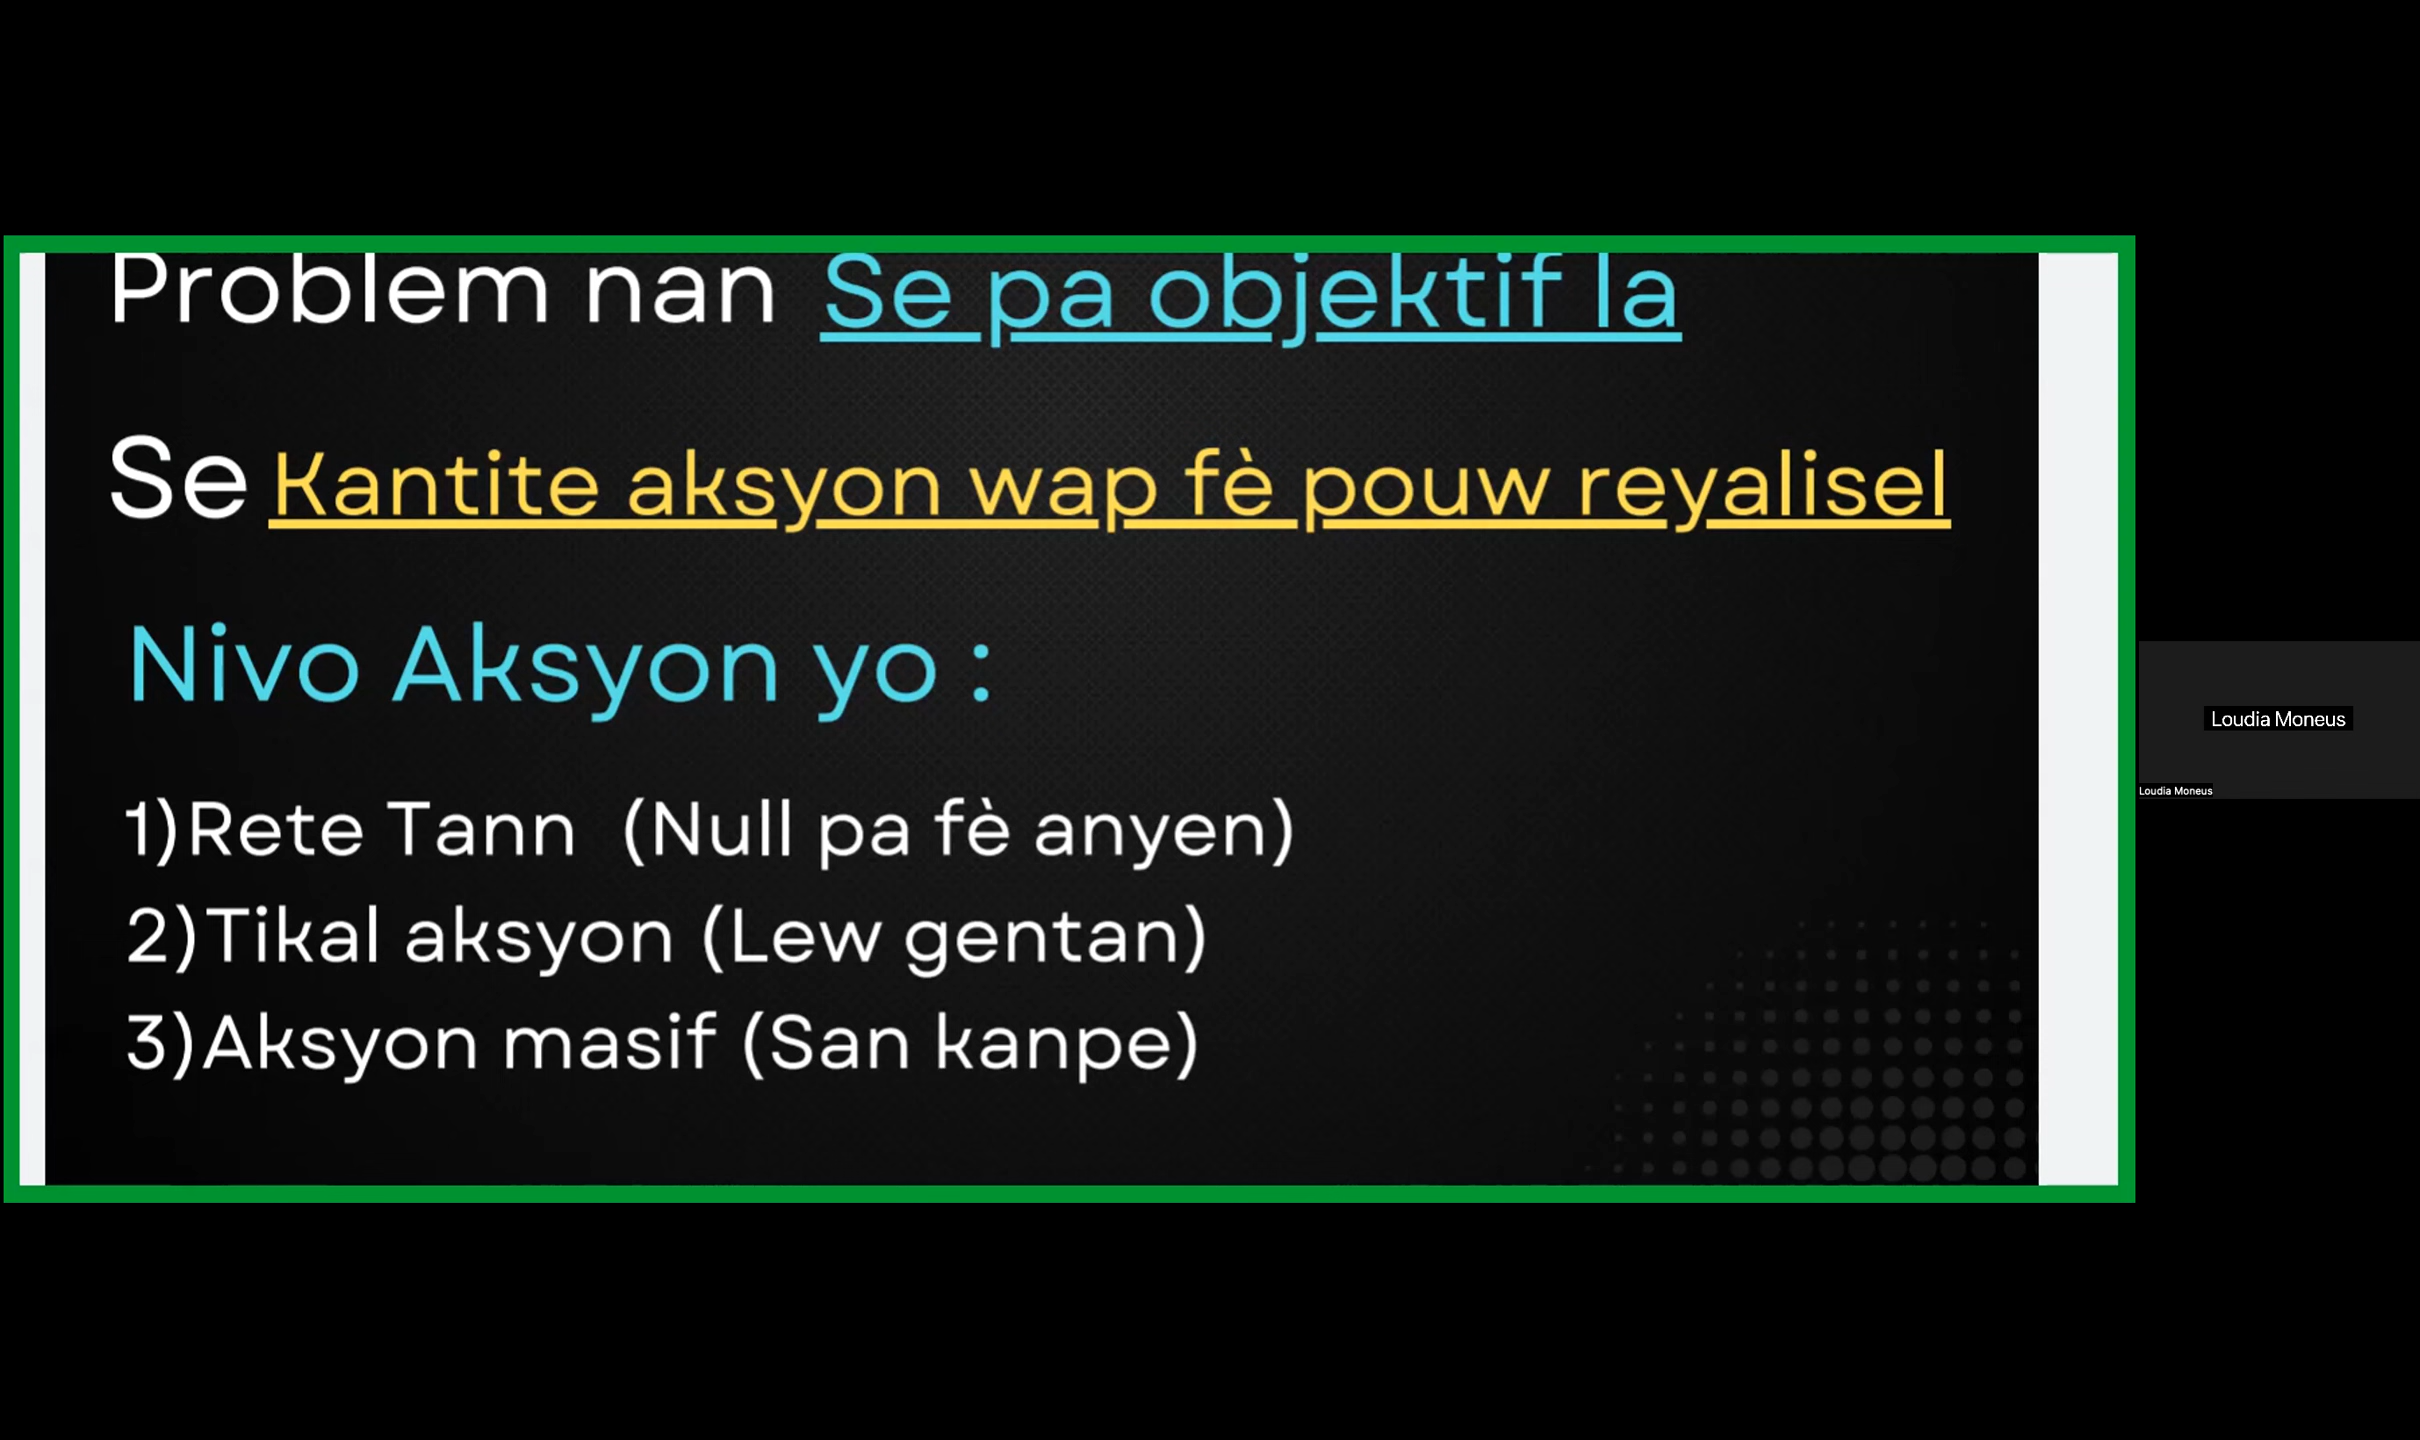 Problem nan Se pa objektif la
Se Kantite aksyon wap fè pouw reyalisel
Nivo Aksyon yo :
1)Rete Tann (Null pa fè anyen)
2)Tikal aksyon (Lew gentan)
3)Aksyon masif (San kanpe)
Loudia Moneus
Loudia Moneus